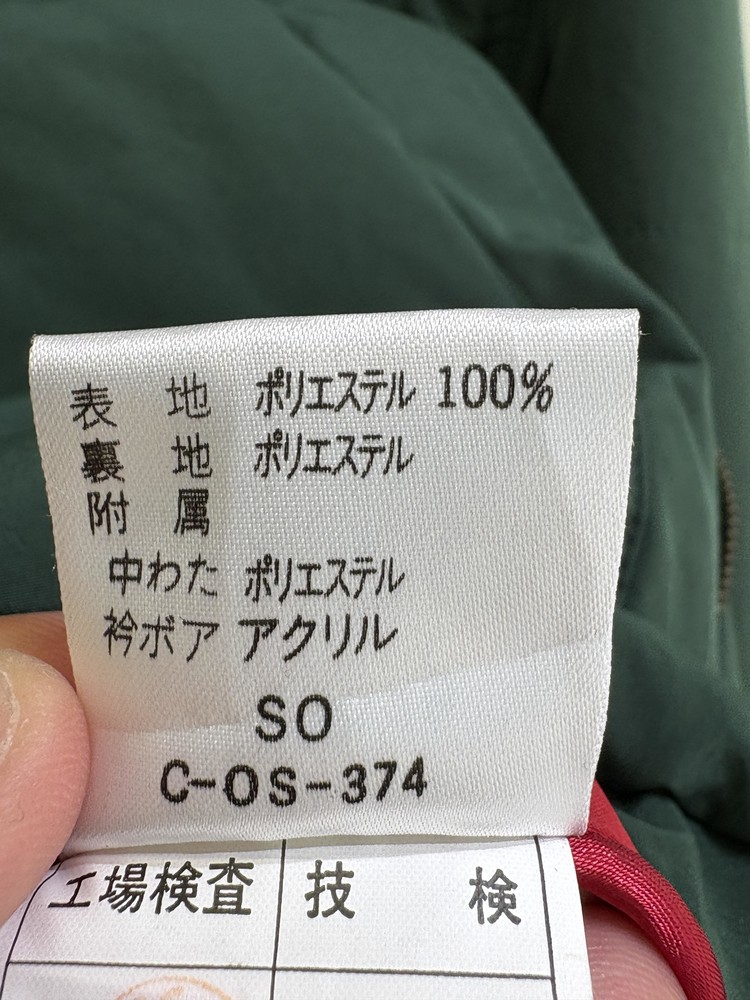 表　地　ポリエステル 100%
裏　地　ポリエステル
附　属
中わた　ポリエステル
衿ボア　アクリル
SO
C-OS-374
工場検査　技　検